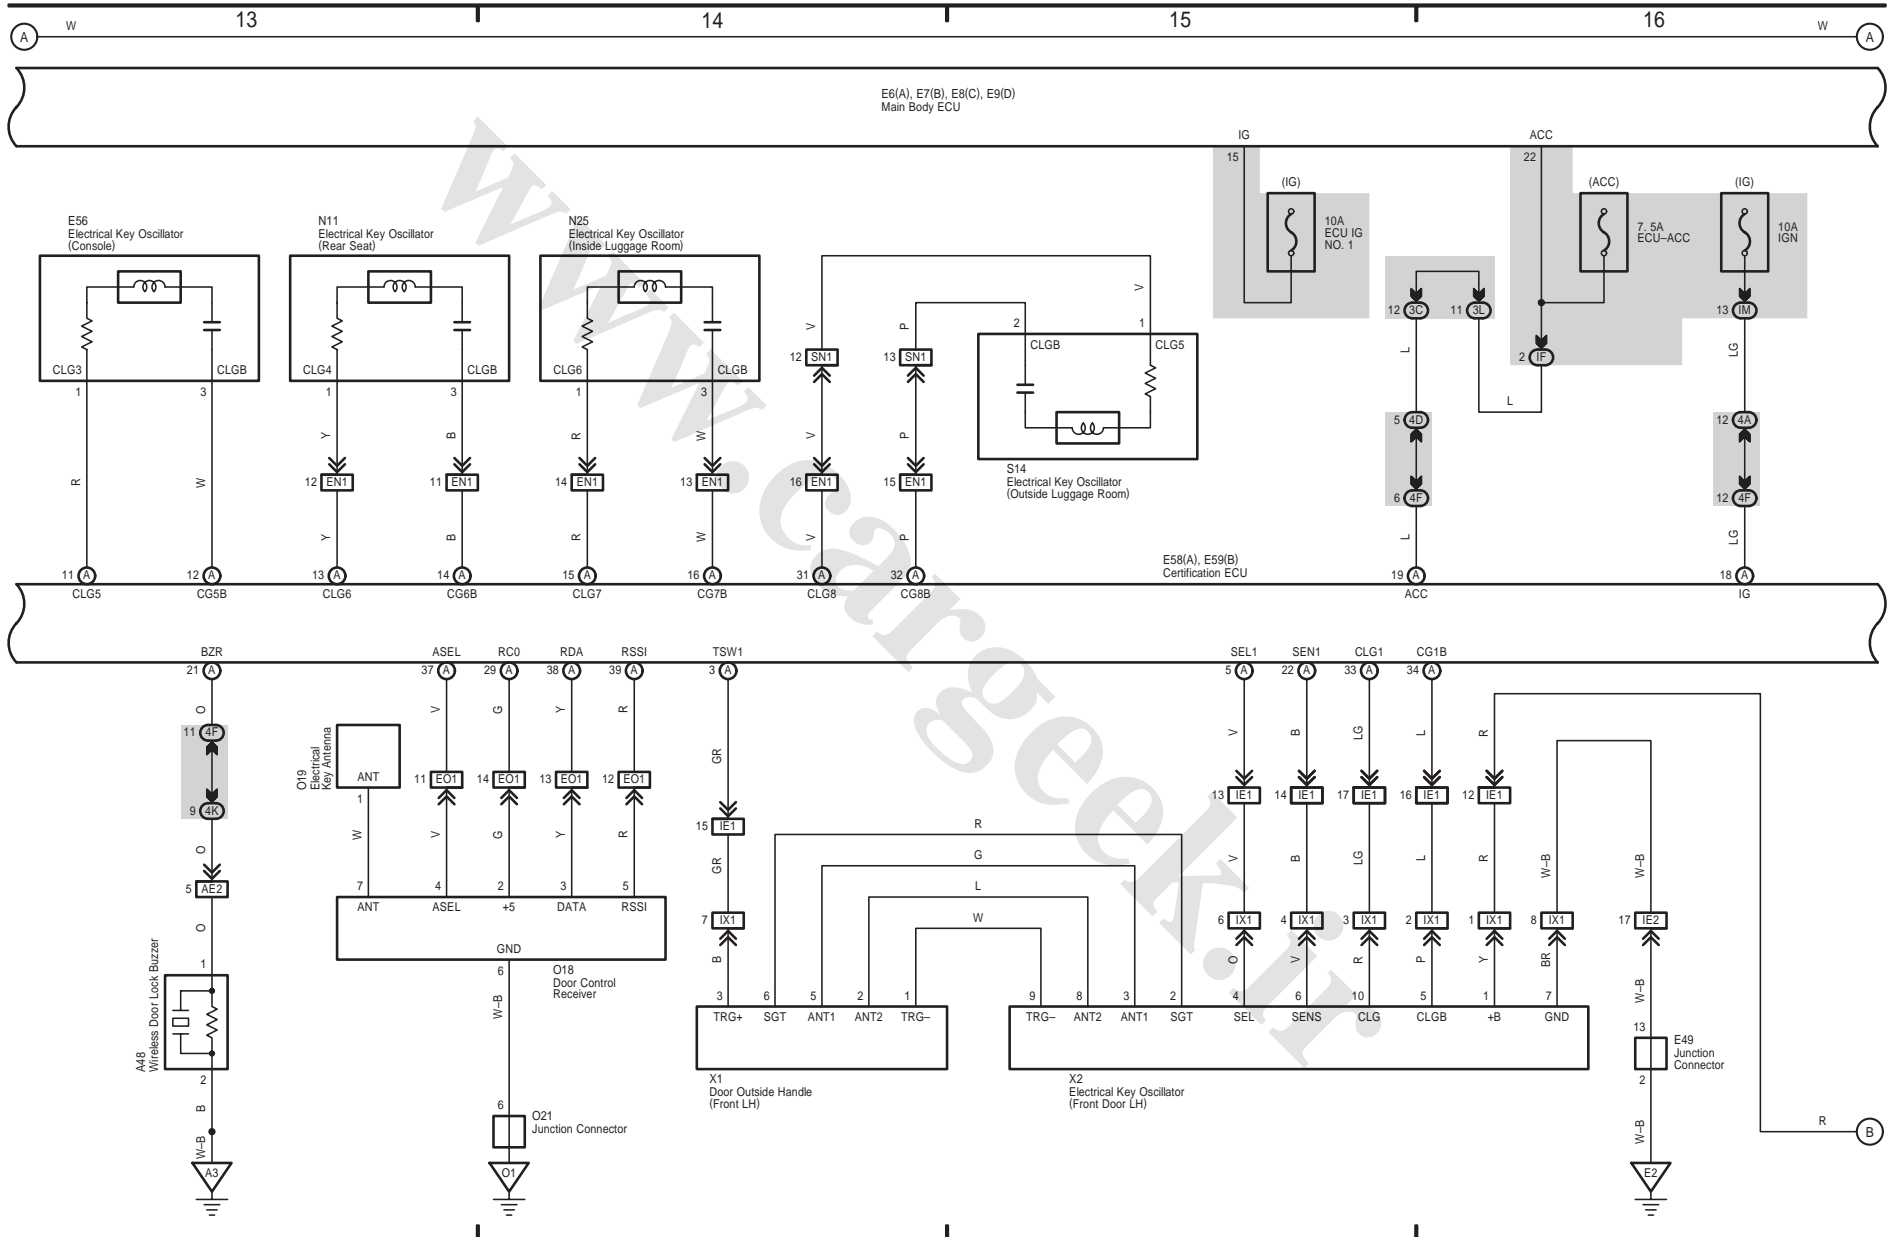 13
14
15
16
A
W
W
A
E6(A), E7(B), E8(C), E9(D)
Main Body ECU
IG
ACC
15
22
(IG)
(ACC)
(IG)
10A
ECU IG
NO. 1
7. 5A
ECU–ACC
10A
IGN
E56
Electrical Key Oscillator
(Console)
N11
Electrical Key Oscillator
(Rear Seat)
N25
Electrical Key Oscillator
(Inside Luggage Room)
CLG3
CLGB
CLG4
CLGB
CLG6
CLGB
1
3
1
3
1
3
V
P
V
2
1
CLGB
CLG5
12 SN1
13 SN1
12 3C
11 3L
2 IF
13 IM
L
LG
L
5 4D
12 4A
S14
Electrical Key Oscillator
(Outside Luggage Room)
R
W
Y
B
R
W
V
P
12 EN1
11 EN1
14 EN1
13 EN1
16 EN1
15 EN1
6 4F
12 4F
Y
B
R
W
V
P
L
LG
E58(A), E59(B)
Certification ECU
11 A
12 A
13 A
14 A
15 A
16 A
31 A
32 A
19 A
18 A
CLG5
CG5B
CLG6
CG6B
CLG7
CG7B
CLG8
CG8B
ACC
IG
BZR
ASEL
RC0
RDA
RSSI
TSW1
SEL1
SEN1
CLG1
CG1B
21 A
37 A
29 A
38 A
39 A
3 A
5 A
22 A
33 A
34 A
O
V
G
Y
R
GR
V
B
LG
L
R
11 4F
9 4K
O19
Electrical
Key Antenna
ANT
1
11 EO1
14 EO1
13 EO1
12 EO1
15 IE1
13 IE1
14 IE1
17 IE1
16 IE1
12 IE1
O
W
V
G
Y
R
GR
R
G
L
W
V
B
LG
L
R
W–B
W–B
5 AE2
O
7
4
2
3
5
ANT
ASEL
+5
DATA
RSSI
GND
6
O18
Door Control
Receiver
7 IX1
6 IX1
4 IX1
3 IX1
2 IX1
1 IX1
8 IX1
17 IE2
B
O
V
R
P
Y
BR
W–B
A48
Wireless Door Lock Buzzer
1
2
B
W–B
A3
W–B
6
O21
Junction Connector
O1
3
6
5
2
1
TRG+
SGT
ANT1
ANT2
TRG–
X1
Door Outside Handle
(Front LH)
9
8
3
2
4
6
10
5
1
7
TRG–
ANT2
ANT1
SGT
SEL
SENS
CLG
CLGB
+B
GND
X2
Electrical Key Oscillator
(Front Door LH)
13
E49
Junction
Connector
2
W–B
E2
R
B
www.cargeek.ir